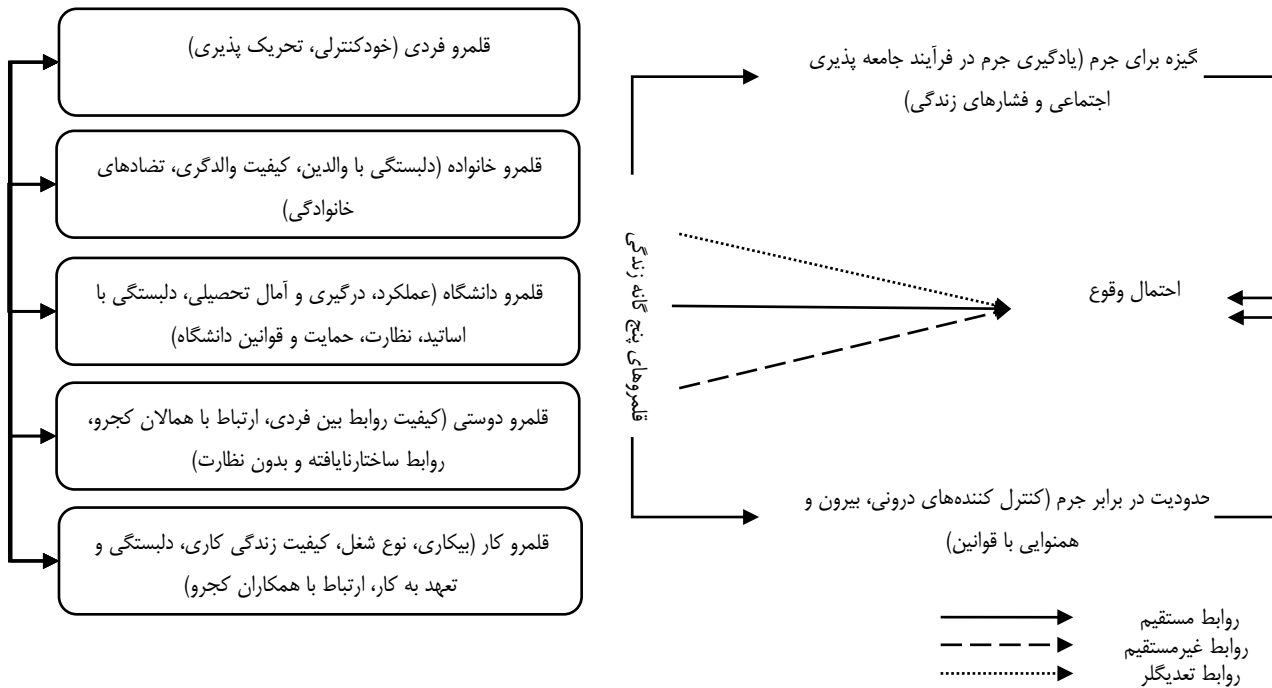 قلمرو فردی (خودکنترلی، تحریک پذیری)
قلمرو خانواده (دلبستگی با والدین، کیفیت والدگری، تضادهای
خانوادگی)
قلمرو دانشگاه (عملکرد، درگیری و آمال تحصیلی، دلبستگی با
اساتید، نظارت، حمایت و قوانین دانشگاه)
قلمرو دوستی (کیفیت روابط بین فردی، ارتباط با همالان کجرو،
روابط ساختارنایافته و بدون نظارت)
قلمرو کار (بیکاری، نوع شغل، کیفیت زندگی کاری، دلبستگی و
تعهد به کار، ارتباط با همکاران کجرو)
قلمروهای پنج گانه زندگی
گیزه برای جرم (یادگیری جرم در فرآیند جامعه پذیری
اجتماعی و فشارهای زندگی)
احتمال وقوع
حدودیت در برابر جرم (کنترل کننده‌های درونی، بیرون و
همنوایی با قوانین)
روابط مستقیم
روابط غیرمستقیم
روابط تعدیگلر